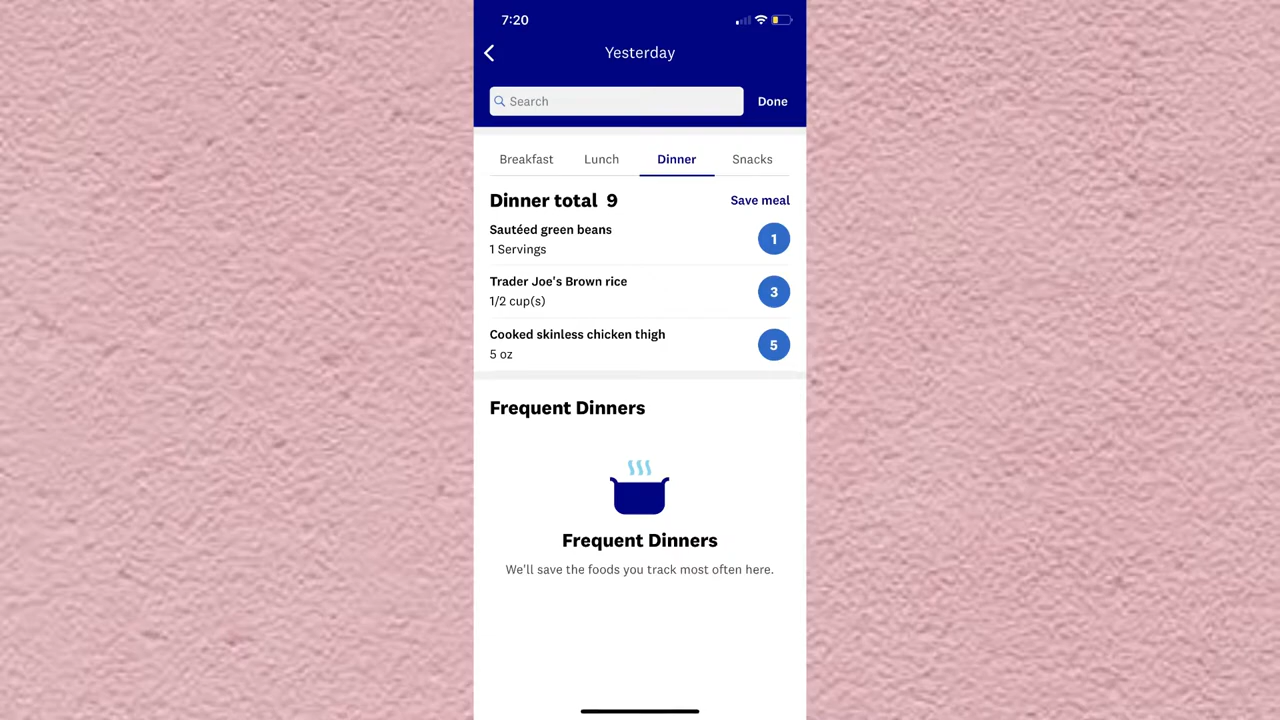 7:20
Yesterday
Search
Done
Breakfast Lunch Dinner Snacks
Dinner total 9
Save meal
Sautéed green beans
1 Servings
1
Trader Joe's Brown rice
1/2 cup(s)
3
Cooked skinless chicken thigh
5 oz
5
Frequent Dinners
Frequent Dinners
We'll save the foods you track most often here.